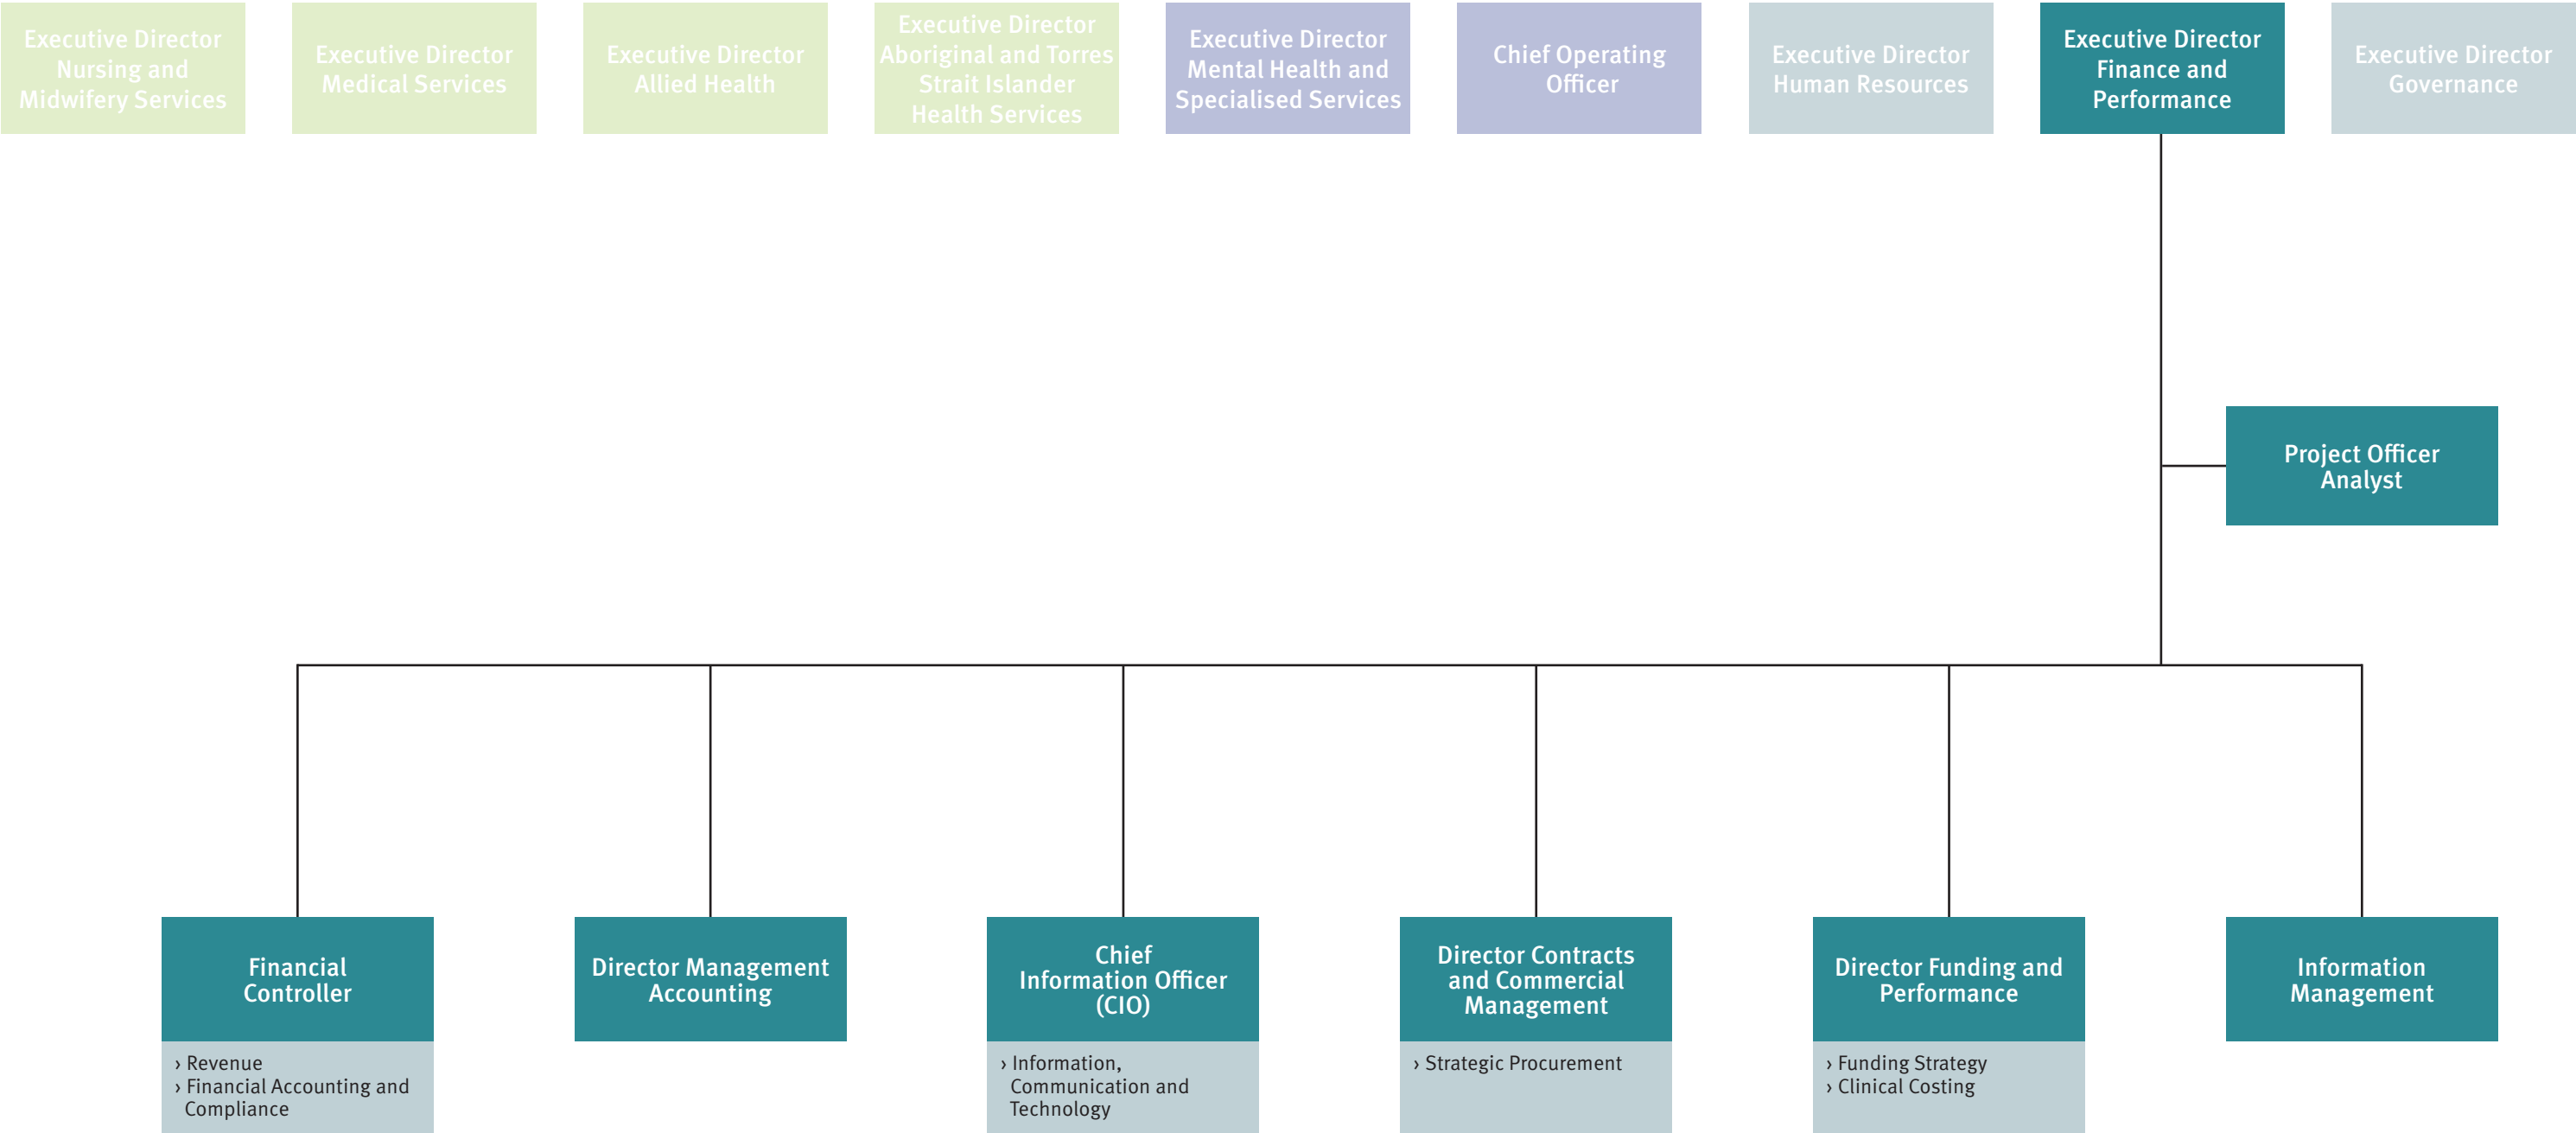 Executive Director
Nursing and
Midwifery Services
Executive Director
Medical Services
Executive Director
Allied Health
Executive Director
Aboriginal and Torres
Strait Islander
Health Services
Executive Director
Mental Health and
Specialised Services
Chief Operating
Officer
Executive Director
Human Resources
Executive Director
Finance and
Performance
Executive Director
Governance
Project Officer
Analyst
Financial
Controller
› Revenue
› Financial Accounting and
Compliance
Director Management
Accounting
Chief
Information Officer
(CIO)
› Information,
Communication and
Technology
Director Contracts
and Commercial
Management
› Strategic Procurement
Director Funding and
Performance
› Funding Strategy
› Clinical Costing
Information
Management